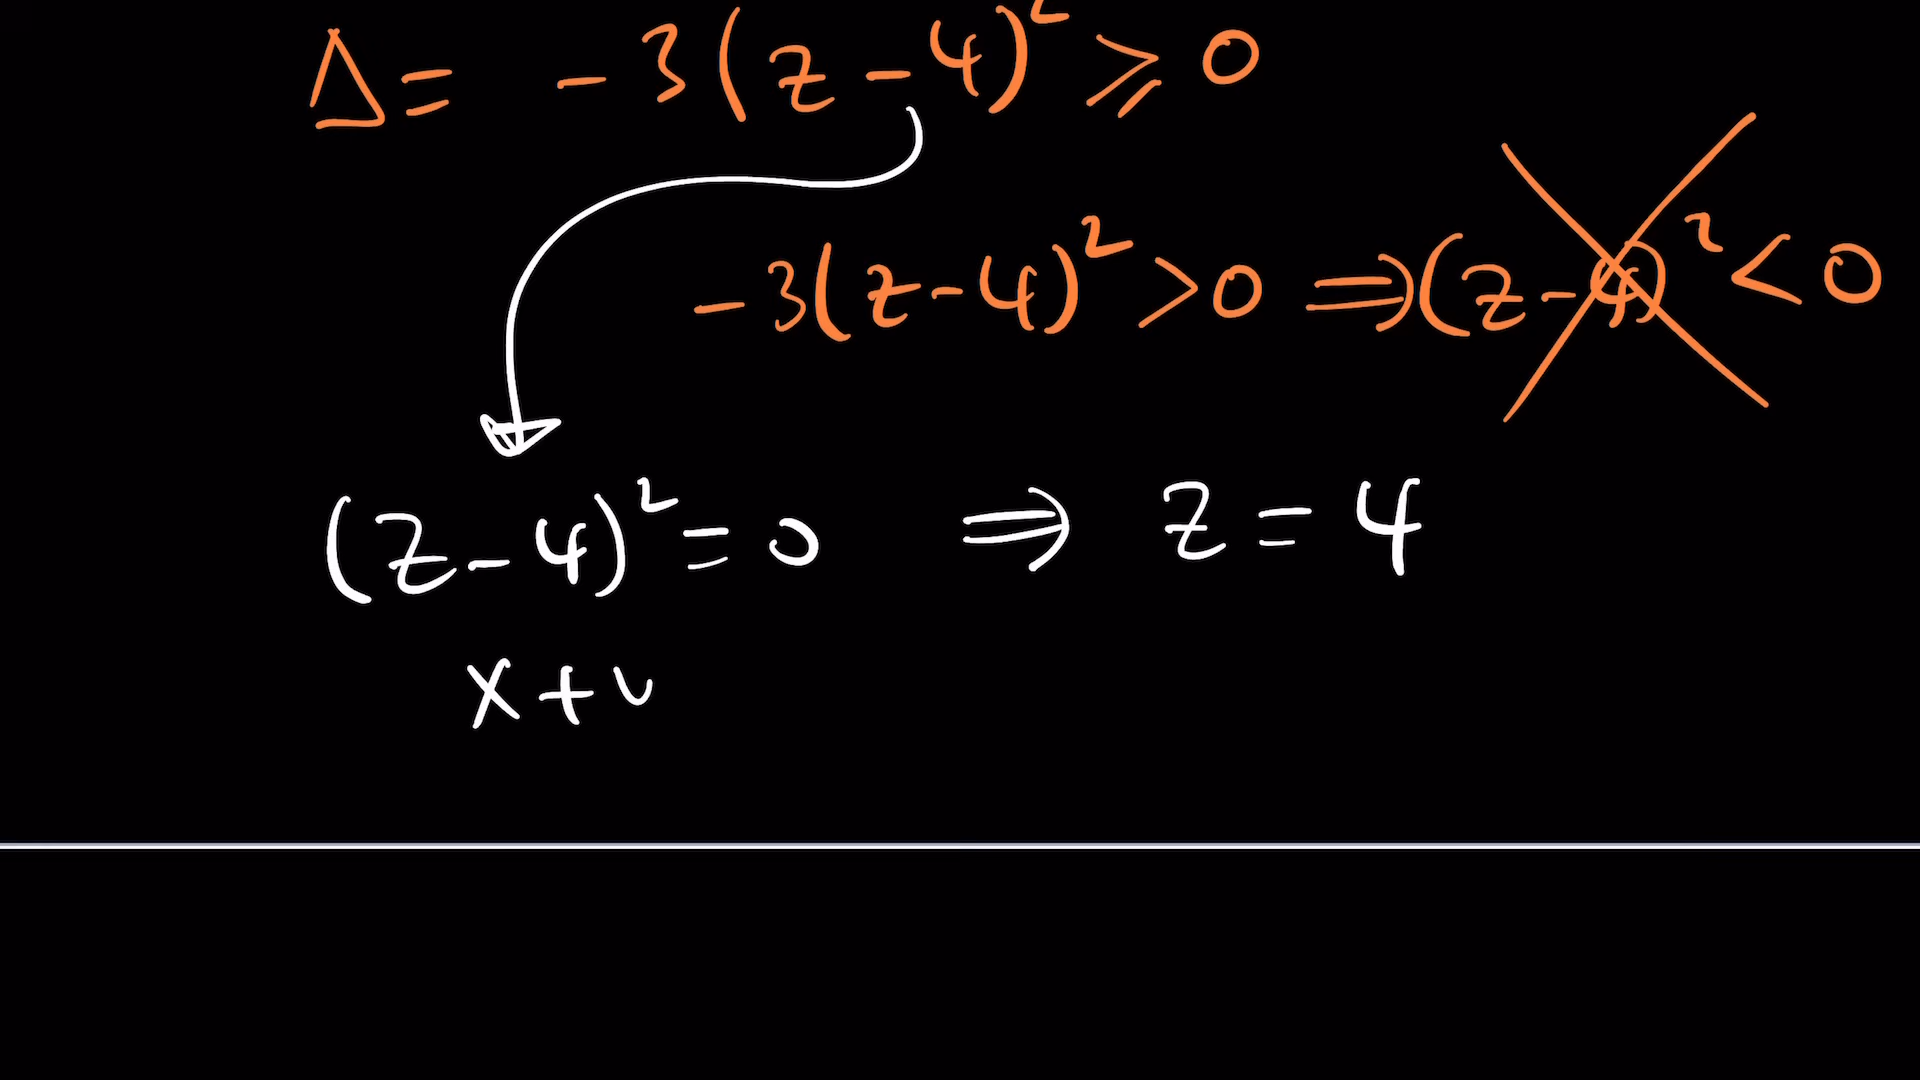 Δ = -3(z-4)² ⩾ 0
-3(z-4)² > 0 ⇒ (z-4)² < 0
(z-4)² = 0 ⇒ z = 4
x+